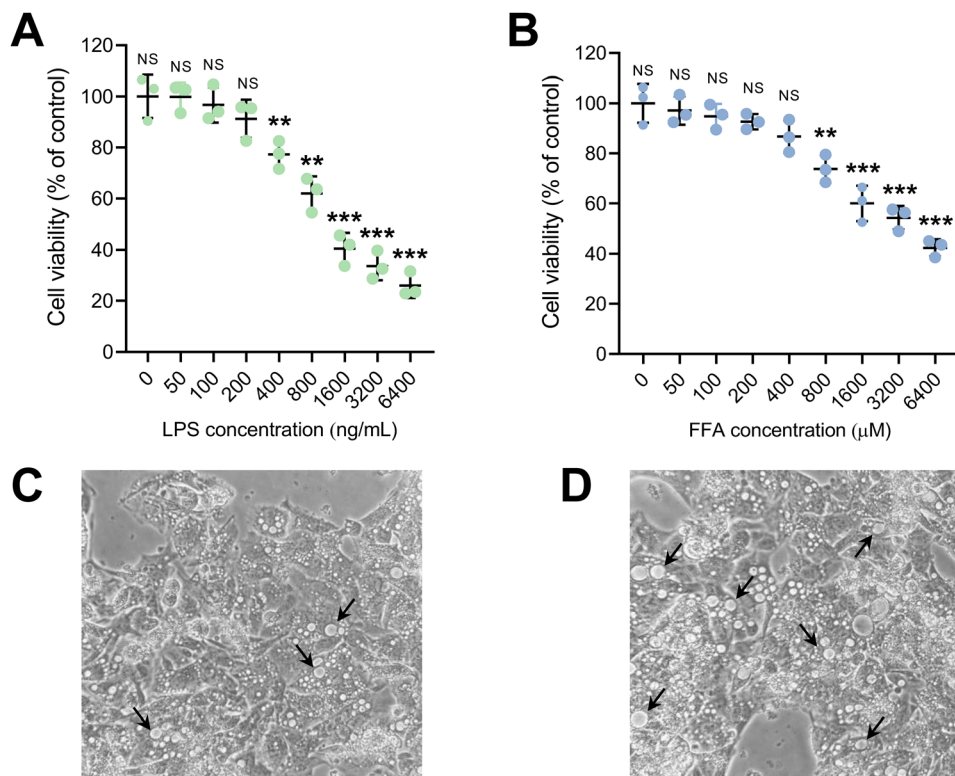 A
Cell viability (% of control)
120
100
80
60
40
20
0
NS
NS
NS
NS
**
**
***
***
***
0
50
100
200
400
800
1600
3200
6400
LPS concentration (ng/mL)
B
Cell viability (% of control)
120
100
80
60
40
20
0
NS
NS
NS
NS
NS
**
***
***
***
0
50
100
200
400
800
1600
3200
6400
FFA concentration (μM)
C
D